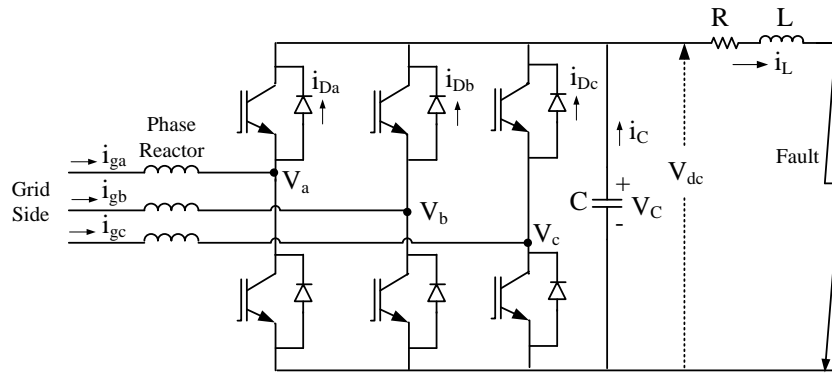 R L
i_Da i_Db i_Dc i_L
Phase
Reactor
i_C
i_ga
Fault
Grid
Side
V_a
V_dc
i_gb
V_b
C
+
V_C
-
i_gc
V_c